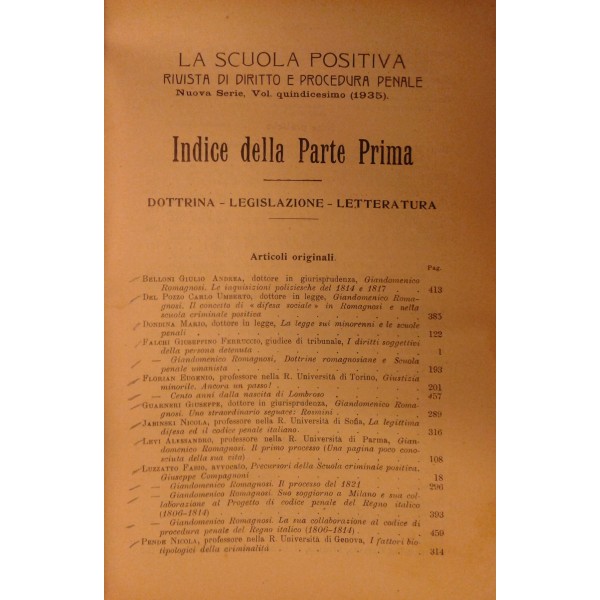 LA SCUOLA POSITIVA
RIVISTA DI DIRITTO E PROCEDURA PENALE
Nuova Serie, Vol. quindicesimo (1935).
Indice della Parte Prima
DOTTRINA - LEGISLAZIONE - LETTERATURA
Articoli originali.
Pag.
BELLONI GIULIO ANDREA, dottore in giurisprudenza, Giandomenico
Romagnosi. Le inquisizioni poliziesche del 1814 e 1817 . . 413
DEL POZZO CARLO UMBERTO, dottore in legge, Giandomenico Roma-
gnosi, Il concetto di « difesa sociale » in Romagnosi e nella
scuola criminale positiva . . . . . . 385
DONDINA MARIO, dottore in legge, La legge sui minorenni e le scuole
penali . . . . . . . . . 122
FALCHI GIUSEPPINO FERRUCCIO, giudice di tribunale, I diritti soggettivi
della persona detenuta . . . . . . 1
— Giandomenico Romagnosi, Dottrine romagnosiane e Scuola
penale umanista . . . . . . . 193
FLORIAN EUGENIO, professore nella R. Università di Torino, Giustizia
minorile. Ancora un passo! . . . . . 201
— Cento anni dalla nascita di Lombroso . . . . 457
GUARNERI GIUSEPPE, dottore in giurisprudenza, Giandomenico Roma-
gnosi. Uno straordinario segnace: Rosmini . . . 289
JABINSKI NICOLA, professore nella R. Università di Sofia, La legittima
difesa ed il codice penale italiano . . . . 316
LEVI ALESSANDRO, professore nella R. Università di Parma, Gian-
domenico Romagnosi. Il primo processo (Una pagina poco cono-
sciuta della sua vita) . . . . . . 108
LUZZATTO FABIO, avvocato, Precursori della Scuola criminale positiva.
Giuseppe Compagnoni . . . . . . 18
— Giandomenico Romagnosi. Il processo del 1821 . . 296
— Giandomenico Romagnosi. Suo soggiorno a Milano e sua col-
laborazione al Progetto di codice penale del Regno italico
(1806-1814) . . . . . . . . 393
— Giandomenico Romagnosi. La sua collaborazione al codice di
procedura penale del Regno italico (1806-1814) . . . 459
PENDE NICOLA, professore nella R. Università di Genova, I fattori bio-
tipologici della criminalità . . . . . 314